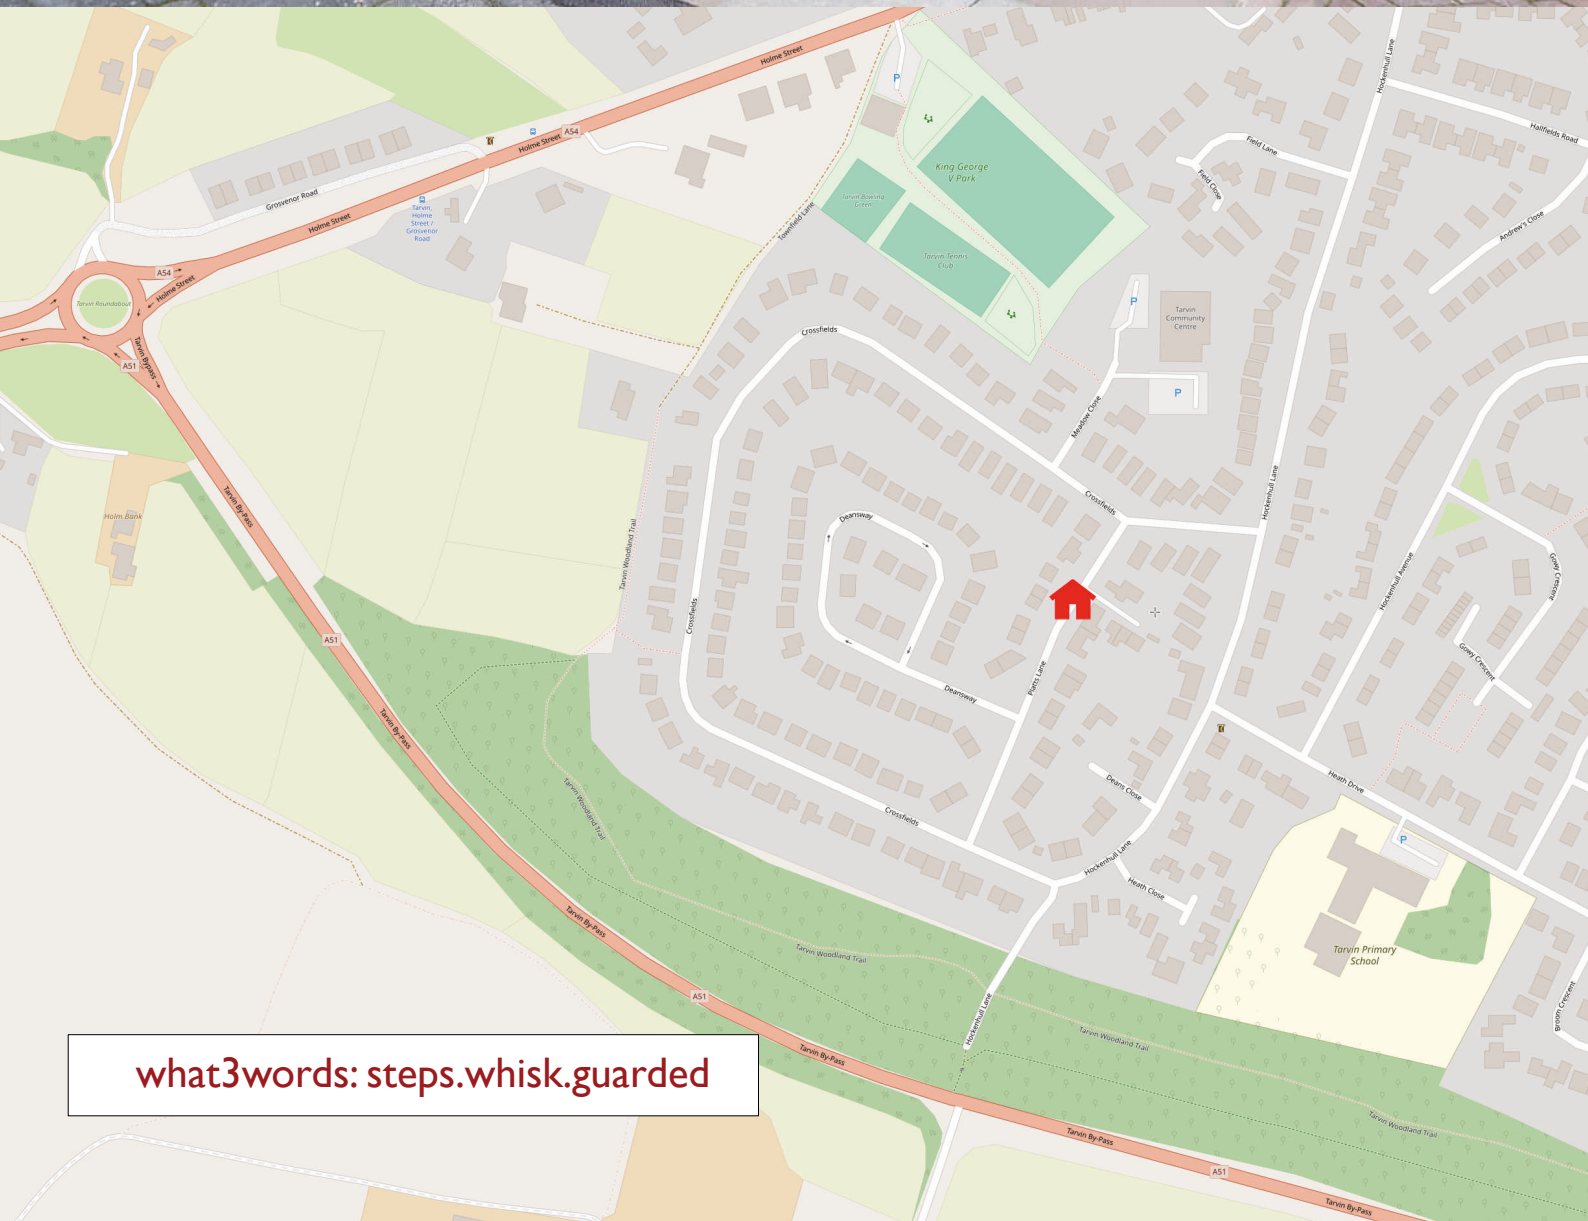 Holme Street
Hockenhull Lane
P
Hallfields Road
A54
Holme Street
Field Lane
King George
V Park
Field Close
Grosvenor Road
Tarvin Bowling
Green
Tarvin,
Holme
Street /
Grosvenor
Road
Holme Street
Townfield Lane
Andrew's Close
Tarvin Tennis
Club
A54
Holme Street
Tarvin Roundabout
P
Tarvin
Community
Centre
Crossfields
Tarvin Bypass
A51
P
Meadow Close
Hockenhull Lane
Crossfields
Tarvin By-Pass
Holm Bank
Deansway
Tarvin Woodland Trail
Hockenhull Avenue
Gowy Crescent
Crossfields
A51
Gowy Crescent
Platts Lane
Deansway
Tarvin By-Pass
Heath Drive
Deans Close
Tarvin Woodland Trail
Crossfields
P
Hockenhull Lane
Heath Close
Tarvin By-Pass
Tarvin Woodland Trail
Tarvin Primary
School
A51
Hockenhull Lane
Broom Crescent
Tarvin Woodland Trail
Tarvin By-Pass
what3words: steps.whisk.guarded
Tarvin Woodland Trail
Tarvin By-Pass
A51
Tarvin By-Pass